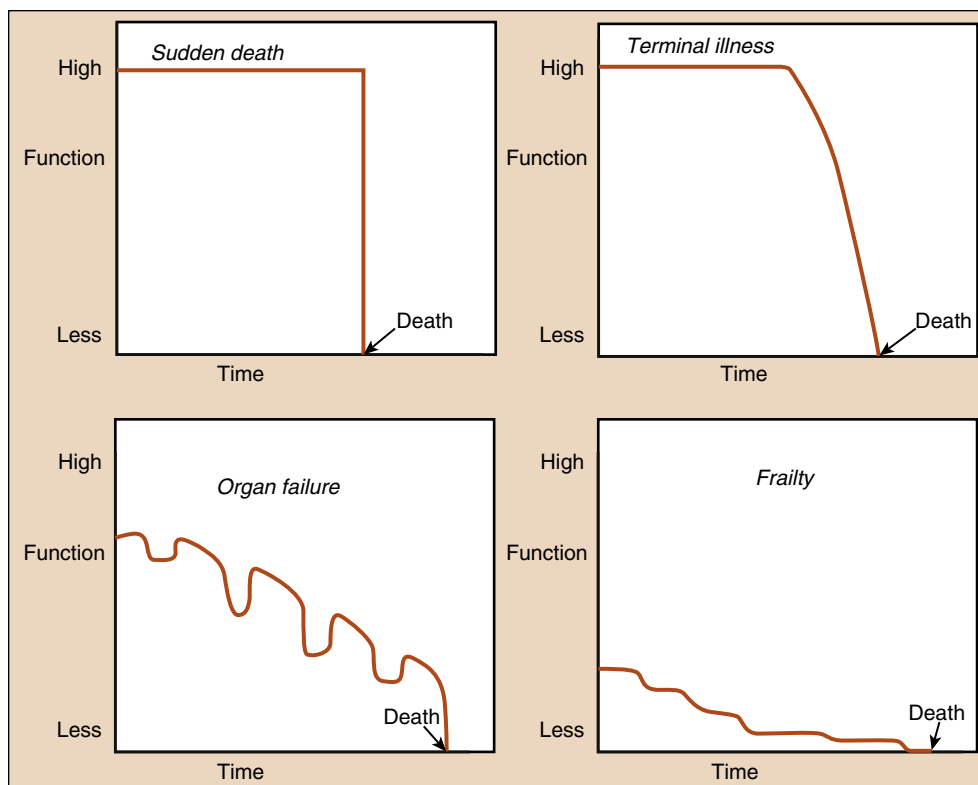 Sudden death
High
Function
Less
Death
Time
Terminal illness
High
Function
Less
Death
Time
Organ failure
High
Function
Less
Death
Time
Frailty
High
Function
Less
Death
Time